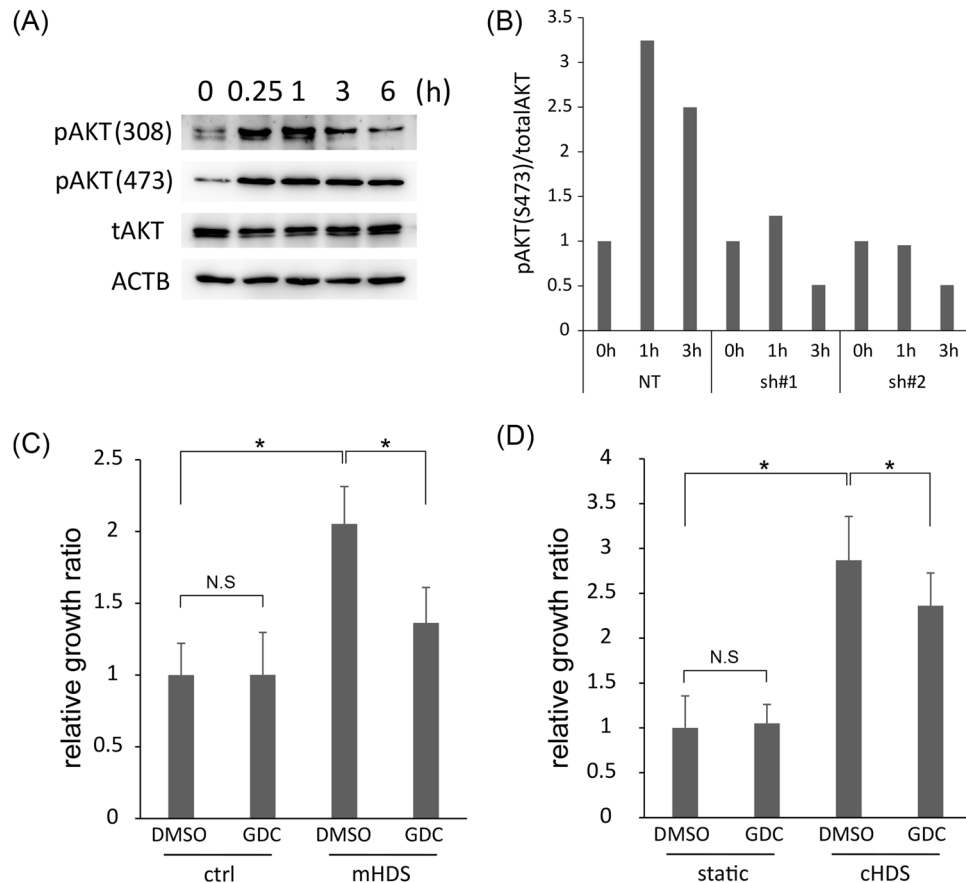 (A)
0 0.25 1 3 6 (h)
pAKT(308)
pAKT(473)
tAKT
ACTB
(B)
pAKT(S473)/totalAKT
3.5
3
2.5
2
1.5
1
0.5
0
0h 1h 3h 0h 1h 3h 0h 1h 3h
NT sh#1 sh#2
(C)
relative growth ratio
2.5
2
1.5
1
0.5
0
* *
N.S
DMSO GDC DMSO GDC
ctrl mHDS
(D)
relative growth ratio
4
3.5
3
2.5
2
1.5
1
0.5
0
* *
N.S
DMSO GDC DMSO GDC
static cHDS